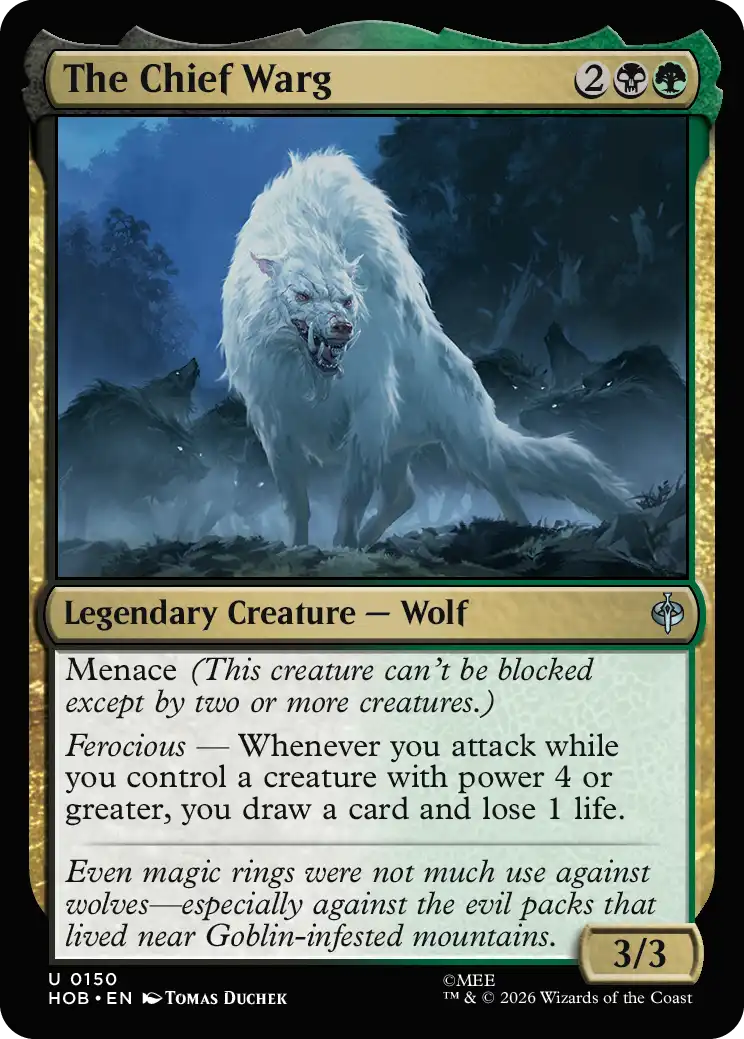 The Chief Warg 2
Legendary Creature — Wolf
Menace (This creature can't be blocked
except by two or more creatures.)
Ferocious — Whenever you attack while
you control a creature with power 4 or
greater, you draw a card and lose 1 life.
Even magic rings were not much use against
wolves—especially against the evil packs that
lived near Goblin-infested mountains.
3/3
U 0150
HOB • EN Tomas Duchek
©MEE
™ & © 2026 Wizards of the Coast